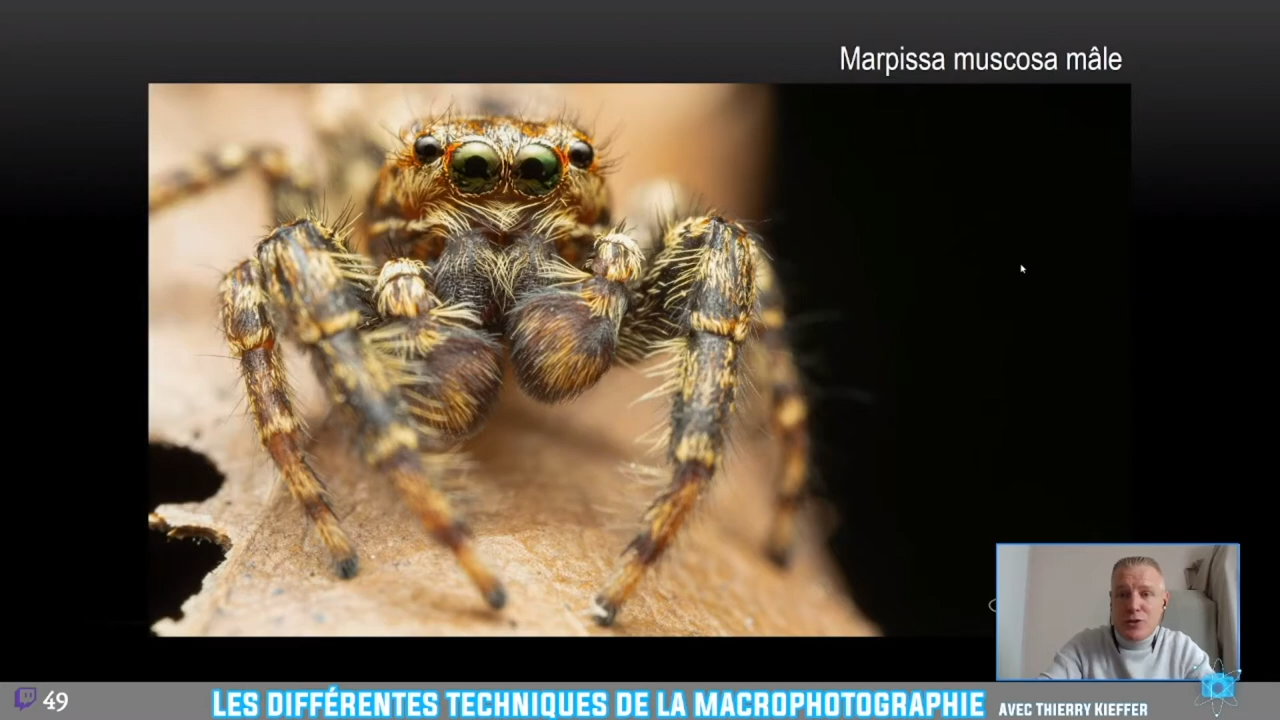 Marpissa muscosa mâle
49
LES DIFFÉRENTES TECHNIQUES DE LA MACROPHOTOGRAPHIE AVEC THIERRY KIEFFER